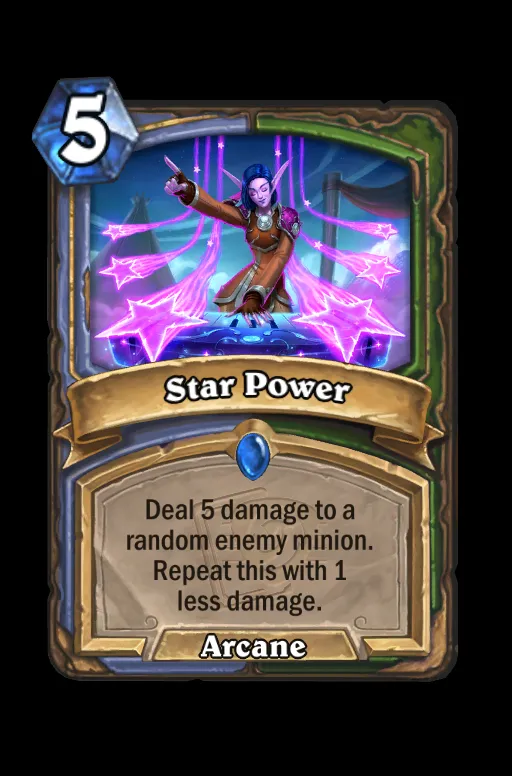 5
Star Power
Deal 5 damage to a
random enemy minion.
Repeat this with 1
less damage.
Arcane